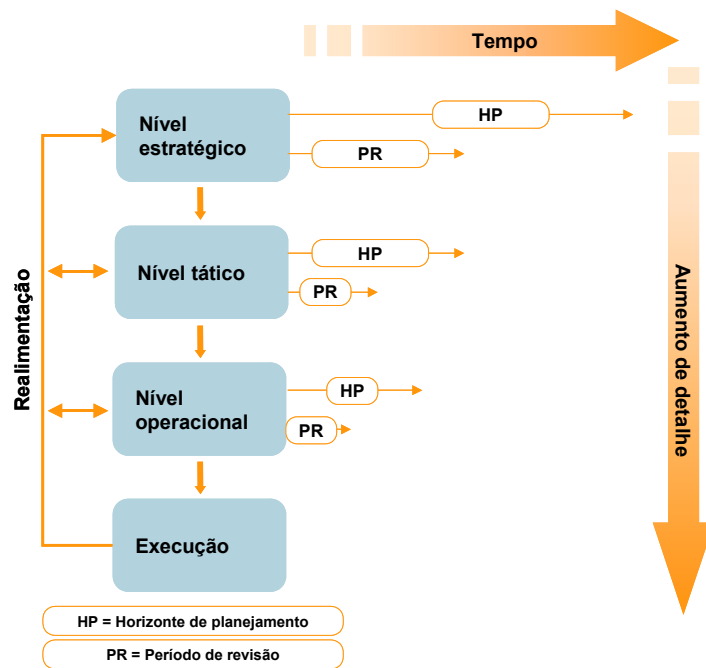 Tempo
Nível
estratégico
HP
PR
Nível tático
HP
PR
Nível
operacional
HP
PR
Execução
Realimentação
Aumento de detalhe
HP = Horizonte de planejamento
PR = Período de revisão